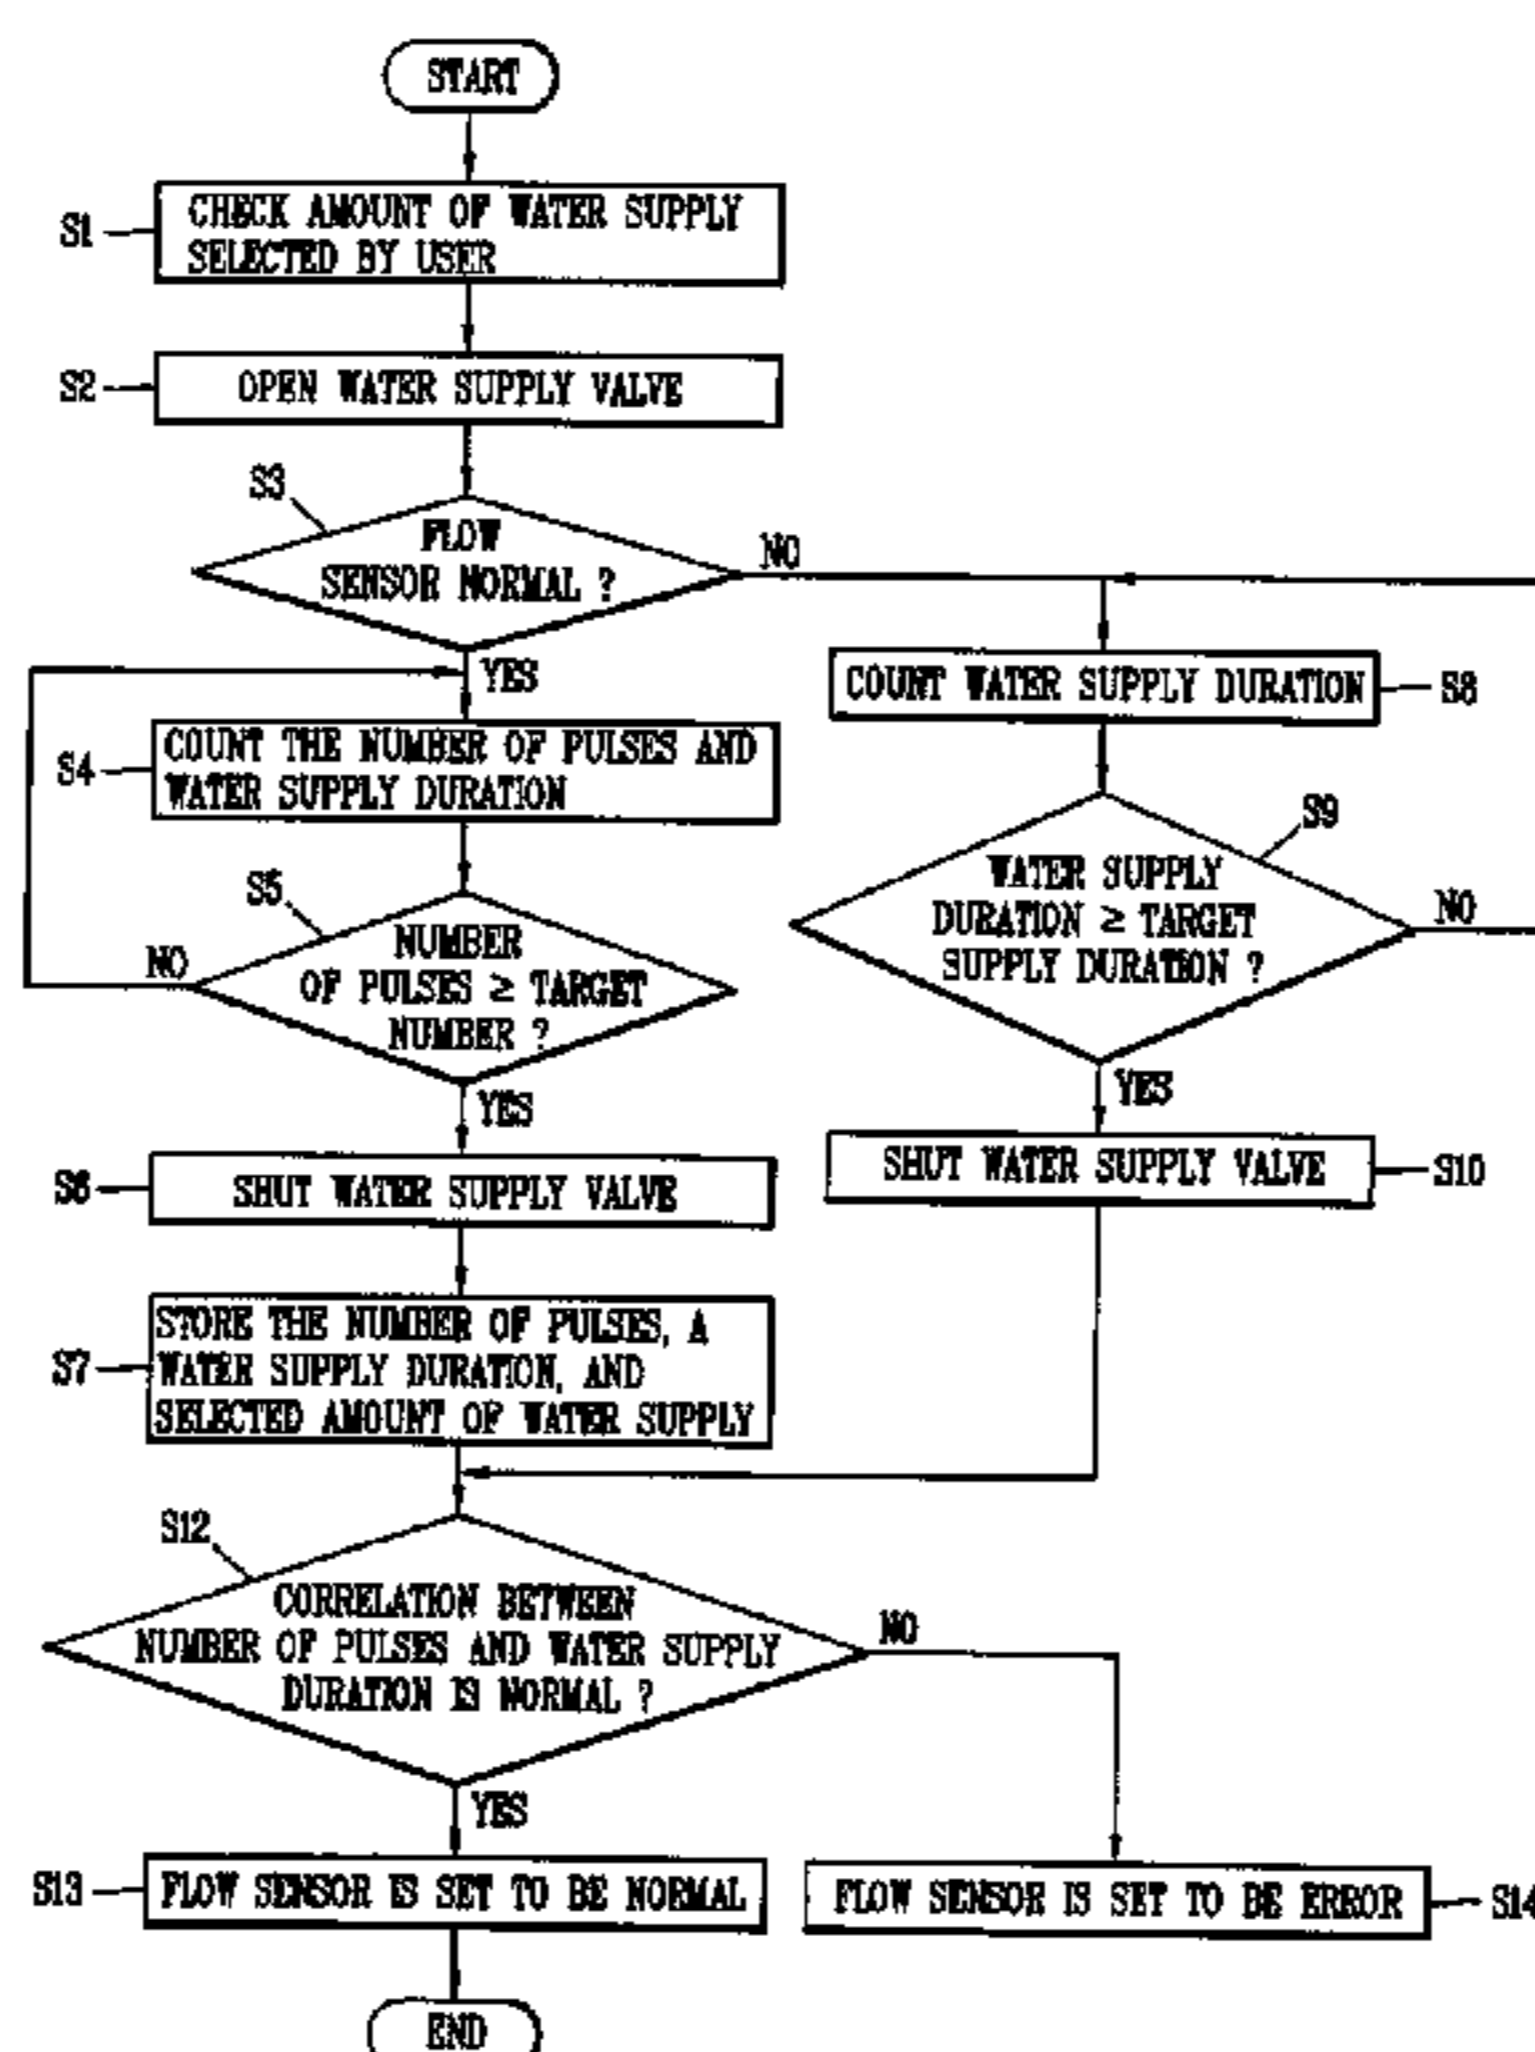 START
S1
CHECK AMOUNT OF WATER SUPPLY
SELECTED BY USER
S2
OPEN WATER SUPPLY VALVE
S3
FLOW
SENSOR NORMAL ?
NO
YES
COUNT WATER SUPPLY DURATION
S8
S4
COUNT THE NUMBER OF PULSES AND
WATER SUPPLY DURATION
S9
WATER SUPPLY
DURATION ≥ TARGET
SUPPLY DURATION ?
NO
S5
NUMBER
OF PULSES ≥ TARGET
NUMBER ?
NO
YES
YES
S6
SHUT WATER SUPPLY VALVE
SHUT WATER SUPPLY VALVE
S10
S7
STORE THE NUMBER OF PULSES, A
WATER SUPPLY DURATION, AND
SELECTED AMOUNT OF WATER SUPPLY
S12
CORRELATION BETWEEN
NUMBER OF PULSES AND WATER SUPPLY
DURATION IS NORMAL ?
NO
YES
S13
FLOW SENSOR IS SET TO BE NORMAL
FLOW SENSOR IS SET TO BE ERROR
S14
END